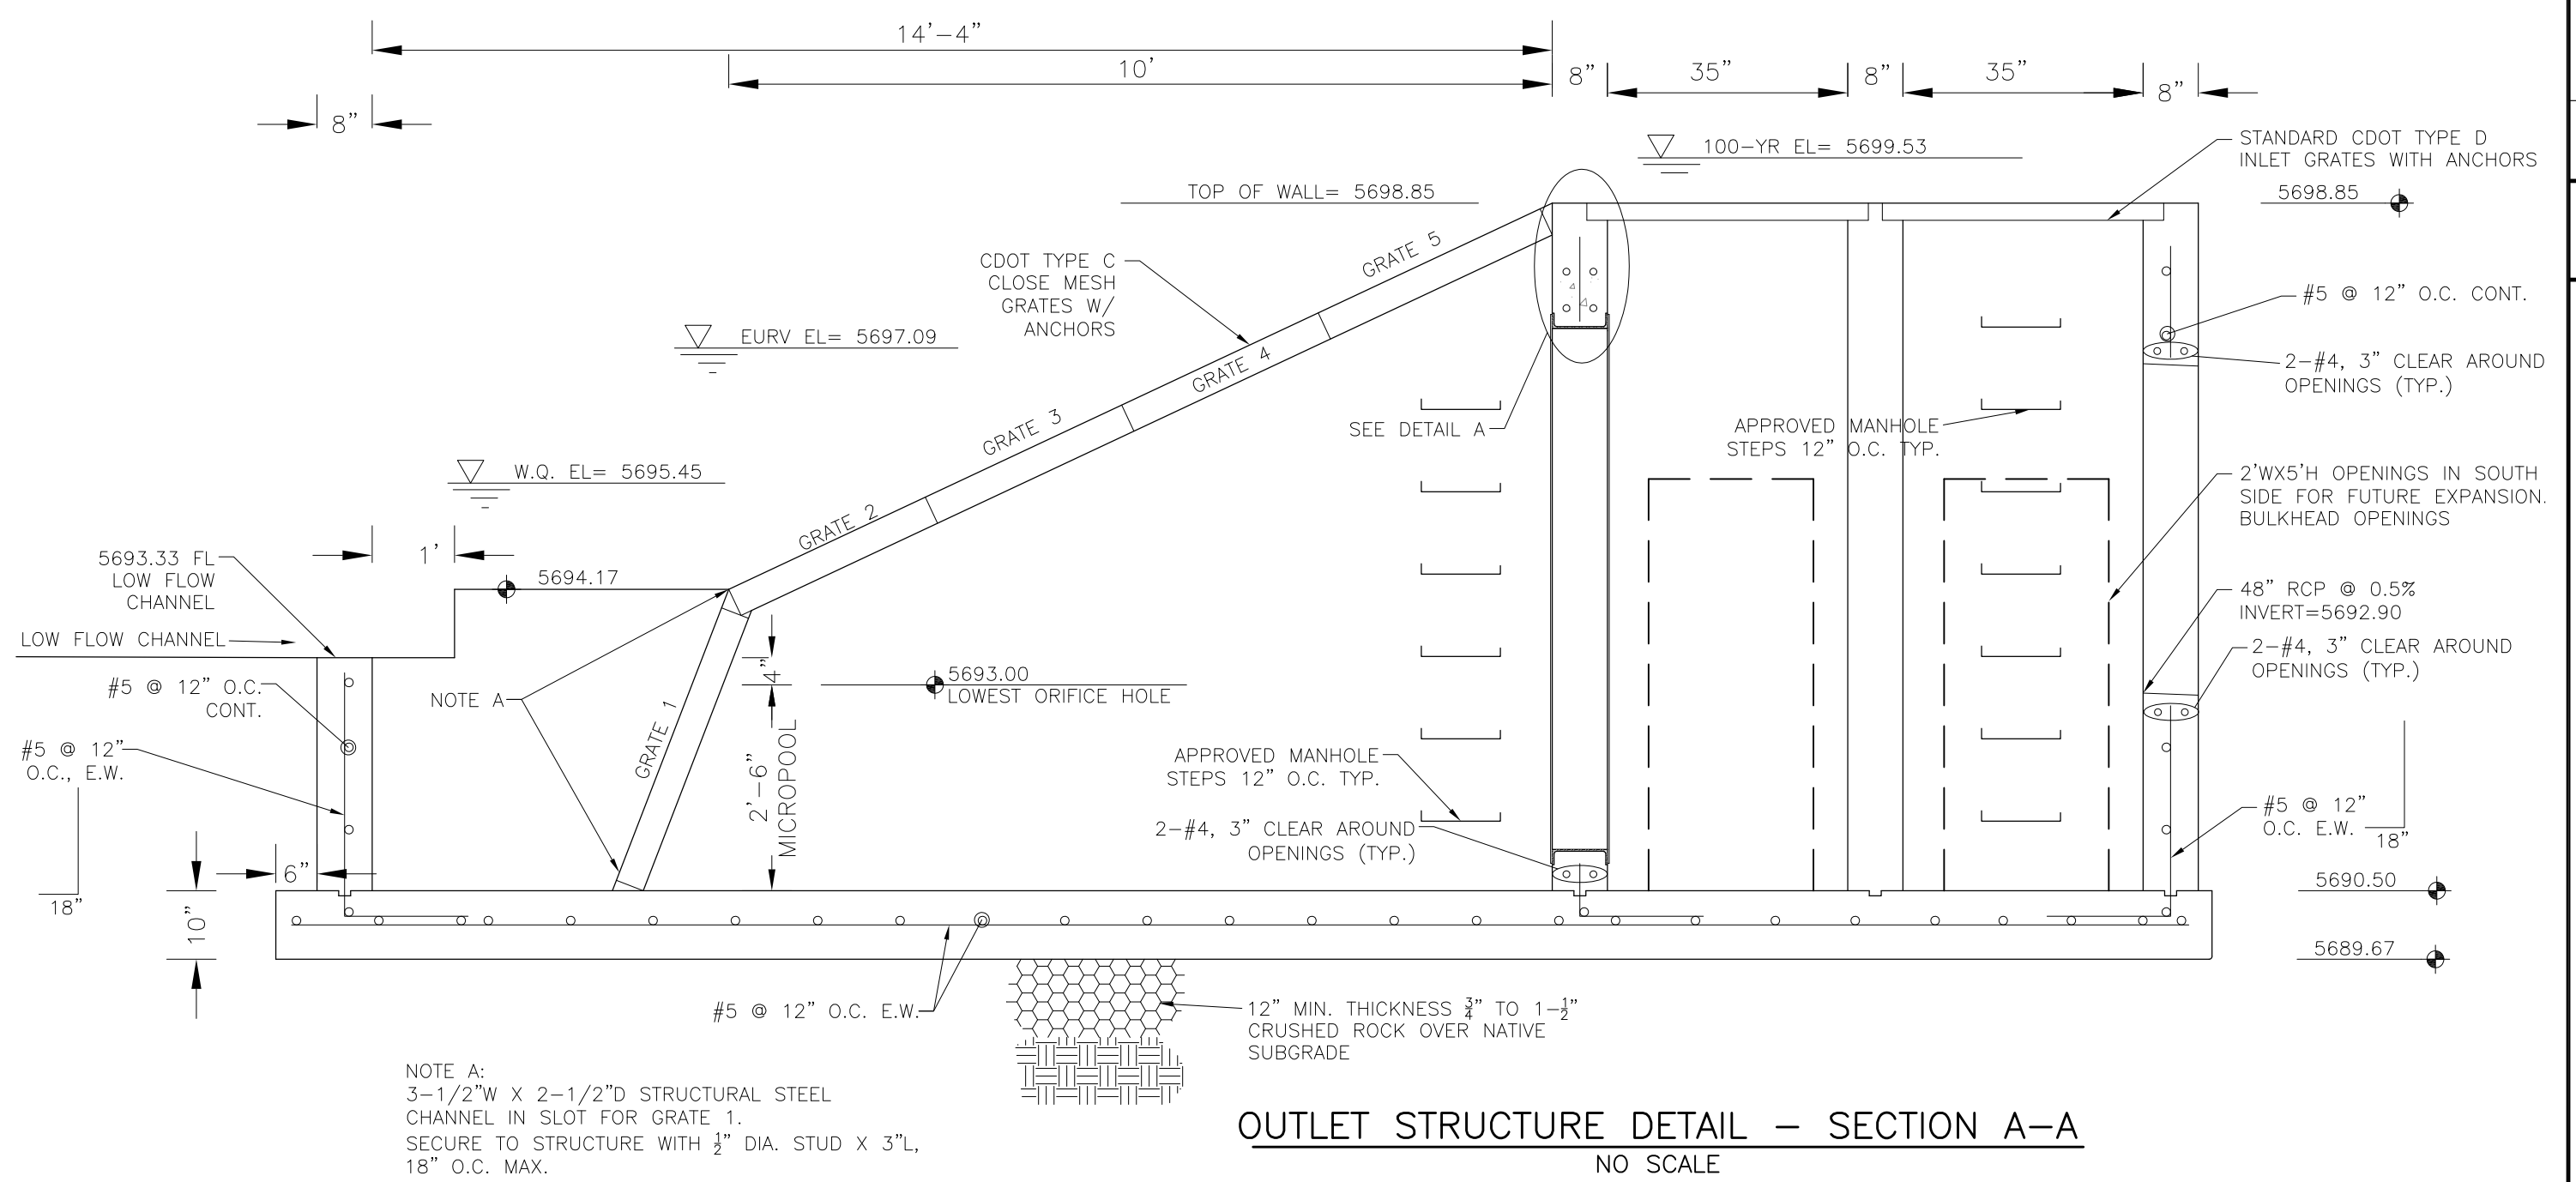 14'-4"
10'
8"
8"
35"
8"
35"
8"
100-YR EL= 5699.53
STANDARD CDOT TYPE D
INLET GRATES WITH ANCHORS
TOP OF WALL= 5698.85
5698.85
CDOT TYPE C
CLOSE MESH
GRATES W/
ANCHORS
GRATE 5
#5 @ 12" O.C. CONT.
EURV EL= 5697.09
GRATE 4
2-#4, 3" CLEAR AROUND
OPENINGS (TYP.)
GRATE 3
SEE DETAIL A
APPROVED MANHOLE
STEPS 12" O.C. TYP.
W.Q. EL= 5695.45
2'WX5'H OPENINGS IN SOUTH
SIDE FOR FUTURE EXPANSION.
BULKHEAD OPENINGS
GRATE 2
1'
5693.33 FL
LOW FLOW
CHANNEL
5694.17
48" RCP @ 0.5%
INVERT=5692.90
LOW FLOW CHANNEL
2-#4, 3" CLEAR AROUND
OPENINGS (TYP.)
4"
5693.00
LOWEST ORIFICE HOLE
#5 @ 12" O.C.
CONT.
NOTE A
GRATE 1
#5 @ 12"
O.C., E.W.
2'-6"
MICROPOOL
APPROVED MANHOLE
STEPS 12" O.C. TYP.
#5 @ 12"
O.C. E.W.
18"
2-#4, 3" CLEAR AROUND
OPENINGS (TYP.)
6"
18"
5690.50
10"
5689.67
#5 @ 12" O.C. E.W.
12" MIN. THICKNESS ¾" TO 1-½"
CRUSHED ROCK OVER NATIVE
SUBGRADE
NOTE A:
3-1/2"W X 2-1/2"D STRUCTURAL STEEL
CHANNEL IN SLOT FOR GRATE 1.
SECURE TO STRUCTURE WITH ½" DIA. STUD X 3"L,
18" O.C. MAX.
OUTLET STRUCTURE DETAIL - SECTION A-A
NO SCALE